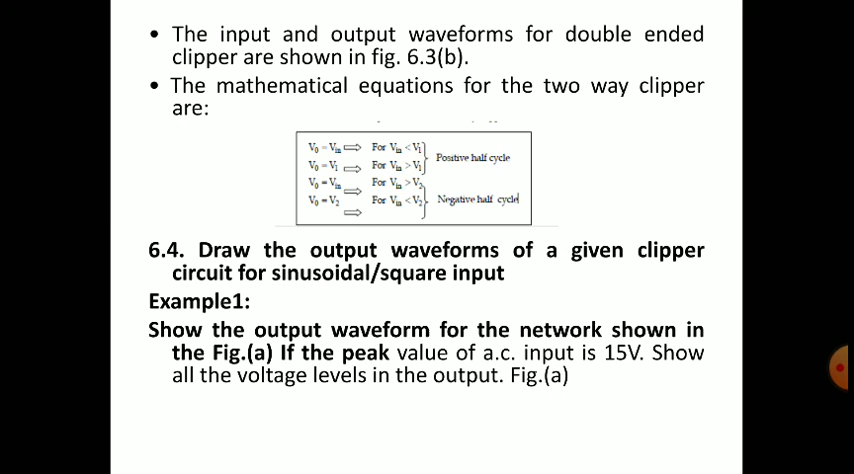 • The input and output waveforms for double ended
clipper are shown in fig. 6.3(b).
• The mathematical equations for the two way clipper
are:
V₀ = Vin ⇒ For Vin < V₁
V₀ = V₁ ⇒ For Vin > V₁
Positive half cycle
V₀ = Vin ⇒ For Vin > V₂
V₀ = V₂ ⇒ For Vin < V₂
Negative half cycle
6.4. Draw the output waveforms of a given clipper
circuit for sinusoidal/square input
Example1:
Show the output waveform for the network shown in
the Fig.(a) If the peak value of a.c. input is 15V. Show
all the voltage levels in the output. Fig.(a)